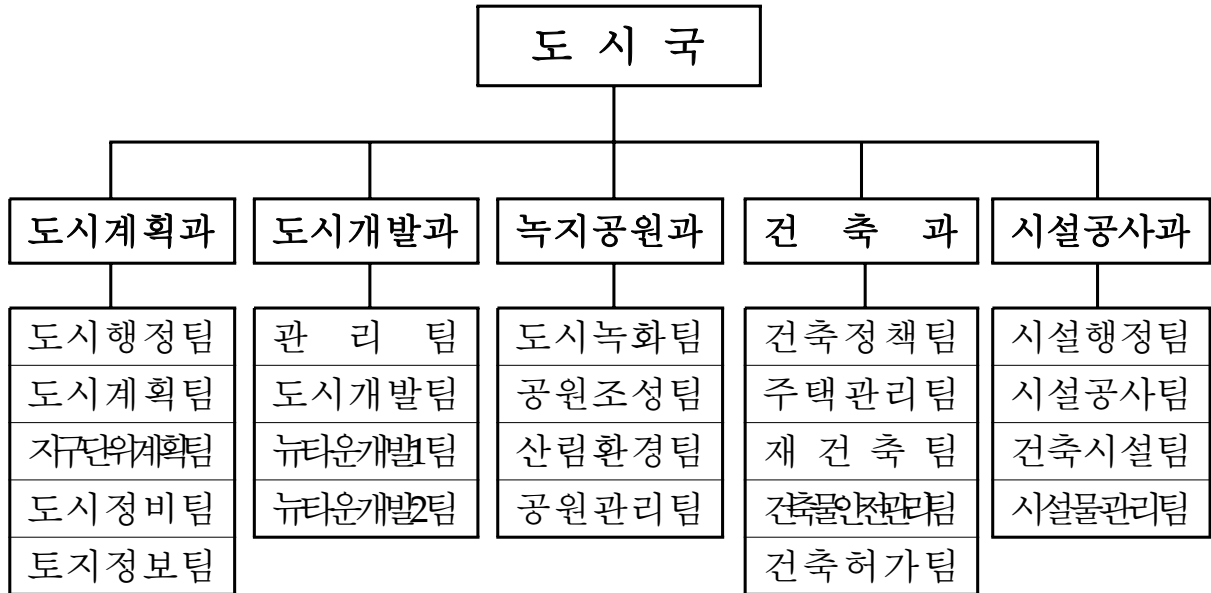 도 시 국
도시계획과 도시개발과 녹지공원과 건 축 과 시설공사과
도시행정팀 관 리 팀 도시녹화팀 건축정책팀 시설행정팀
도시계획팀 도시개발팀 공원조성팀 주택관리팀 시설공사팀
지구단위계획팀 뉴타운개발1팀 산림환경팀 재 건 축 팀 건축시설팀
도시정비팀 뉴타운개발2팀 공원관리팀 건축물안전관리팀 시설물관리팀
토지정보팀 건축허가팀